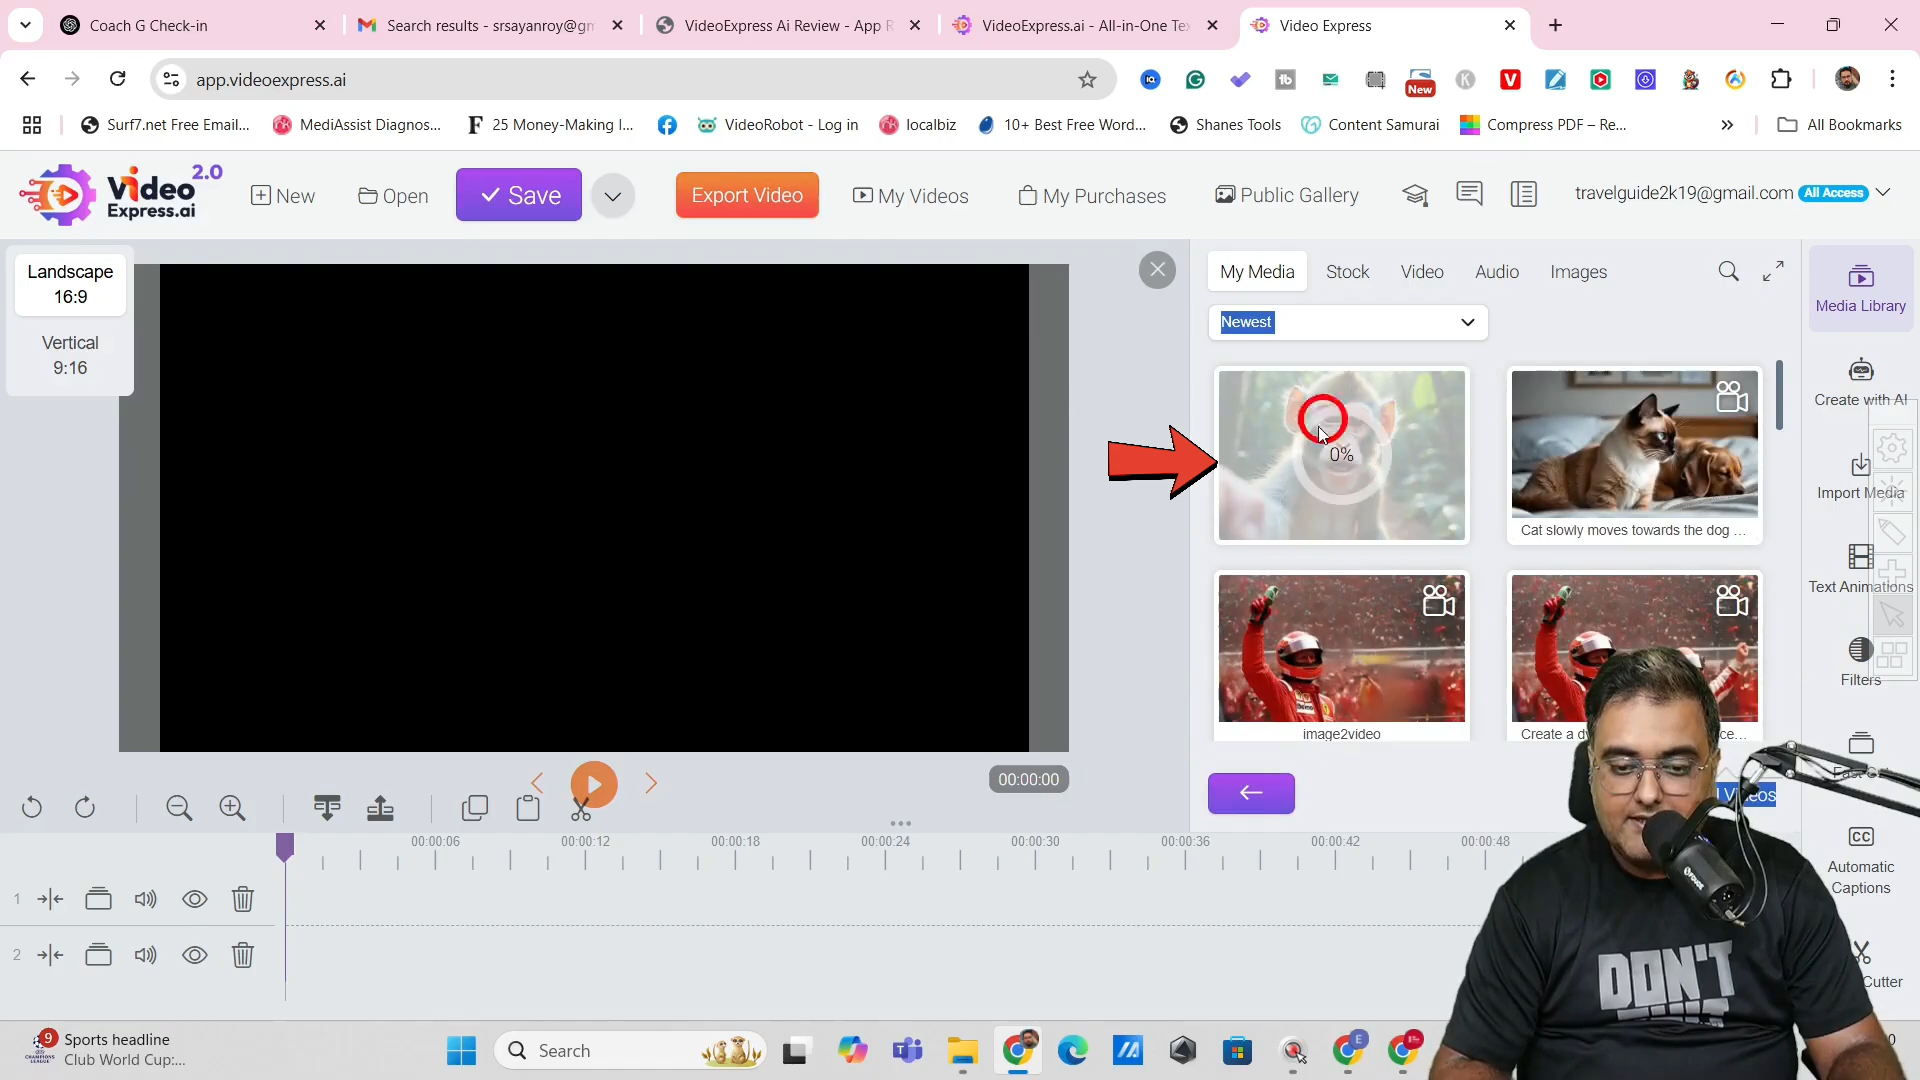 Coach G Check-in
Search results - srsayanroy@gm
VideoExpress Ai Review - App R
VideoExpress.ai - All-in-One Te
Video Express
app.videoexpress.ai
New
Surf7.net Free Email...
MediAssist Diagnos...
25 Money-Making I...
VideoRobot - Log in
localbiz
10+ Best Free Word...
Shanes Tools
Content Samurai
Compress PDF – Re...
All Bookmarks
Video 2.0
Express.ai
New
Open
Save
Export Video
My Videos
My Purchases
Public Gallery
travelguide2k19@gmail.com All Access
Landscape
16:9
Vertical
9:16
My Media
Stock
Video
Audio
Images
Newest
0%
Cat slowly moves towards the dog ...
image2video
Media Library
Create with AI
Import Media
Text Animations
Filters
CC
Automatic
Captions
Cutter
00:00:00
00:00:06
00:00:12
00:00:18
00:00:24
00:00:30
00:00:36
00:00:42
00:00:48
1
2
DON'T
9
Sports headline
Club World Cup:...
Search